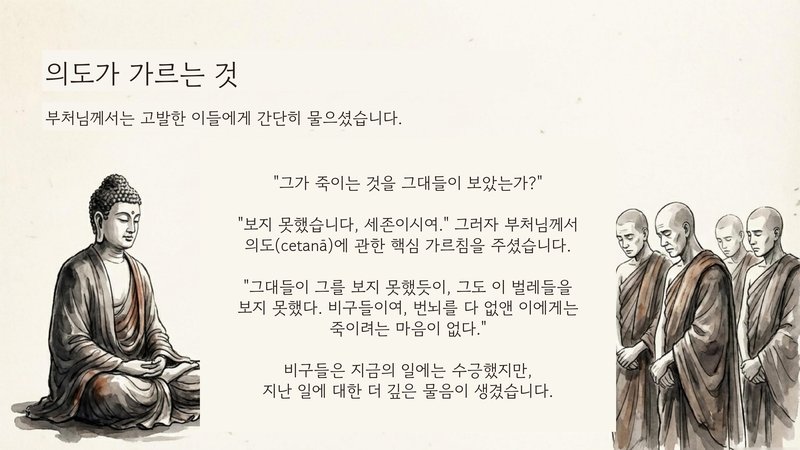 의도가 가르는 것
부처님께서는 고발한 이들에게 간단히 물으셨습니다.
"그가 죽이는 것을 그대들이 보았는가?"
"보지 못했습니다, 세존이시여." 그러자 부처님께서
의도(cetanā)에 관한 핵심 가르침을 주셨습니다.
"그대들이 그를 보지 못했듯이, 그도 이 벌레들을
보지 못했다. 비구들이여, 번뇌를 다 없앤 이에게는
죽이려는 마음이 없다."
비구들은 지금의 일에는 수긍했지만,
지난 일에 대한 더 깊은 물음이 생겼습니다.